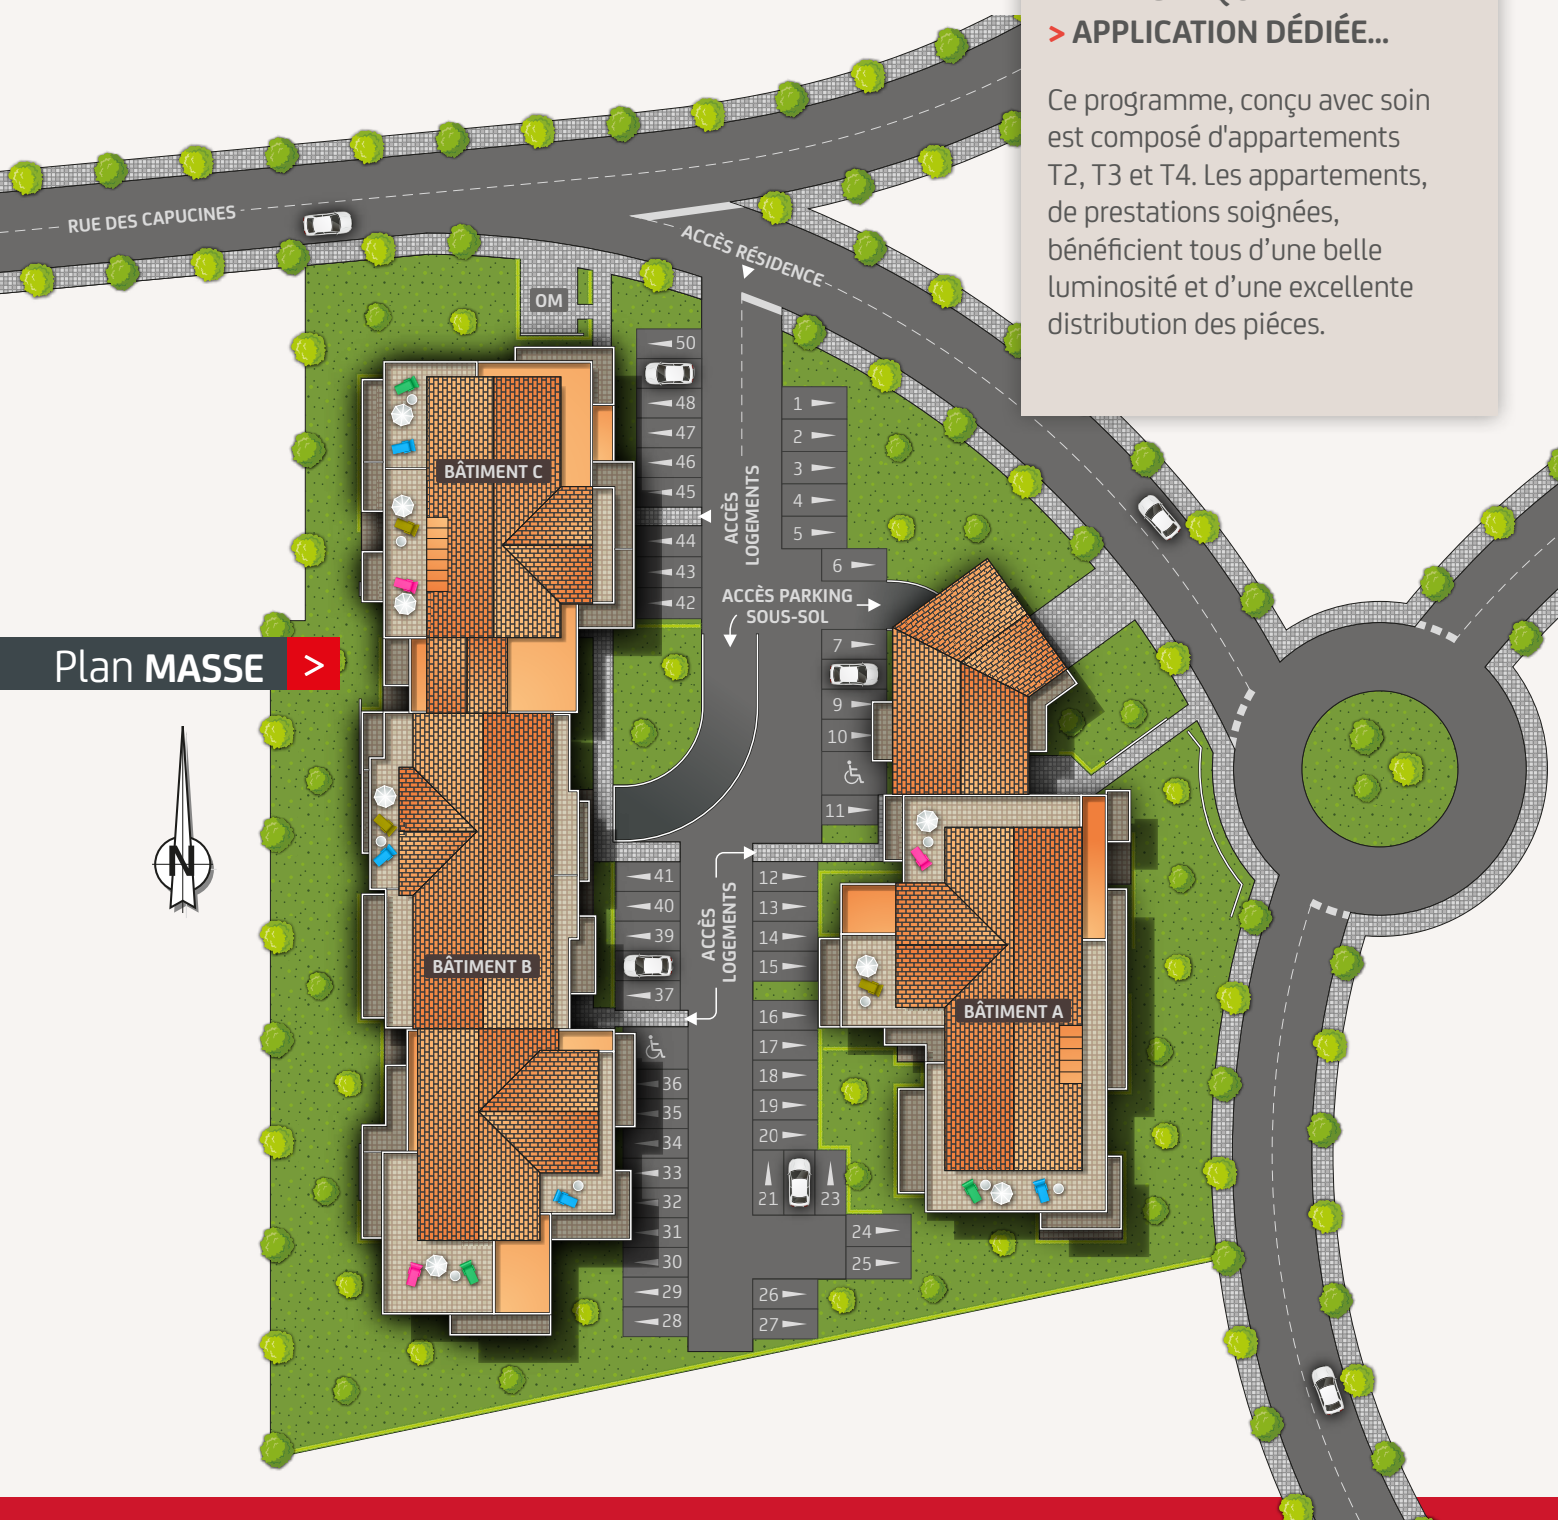 > APPLICATION DÉDIÉE...
Ce programme, conçu avec soin
est composé d'appartements
T2, T3 et T4. Les appartements,
de prestations soignées,
bénéficient tous d’une belle
luminosité et d’une excellente
distribution des piéces.
RUE DES CAPUCINES
ACCÈS RÉSIDENCE
OM
50
48
47
46
45
44
43
42
1
2
3
4
5
6
BÂTIMENT C
ACCÈS
LOGEMENTS
ACCÈS PARKING
SOUS-SOL
7
9
10
11
Plan MASSE >
N
41
40
39
37
36
35
34
33
32
31
30
29
28
ACCÈS
LOGEMENTS
12
13
14
15
16
17
18
19
20
21
23
24
25
26
27
BÂTIMENT B
BÂTIMENT A